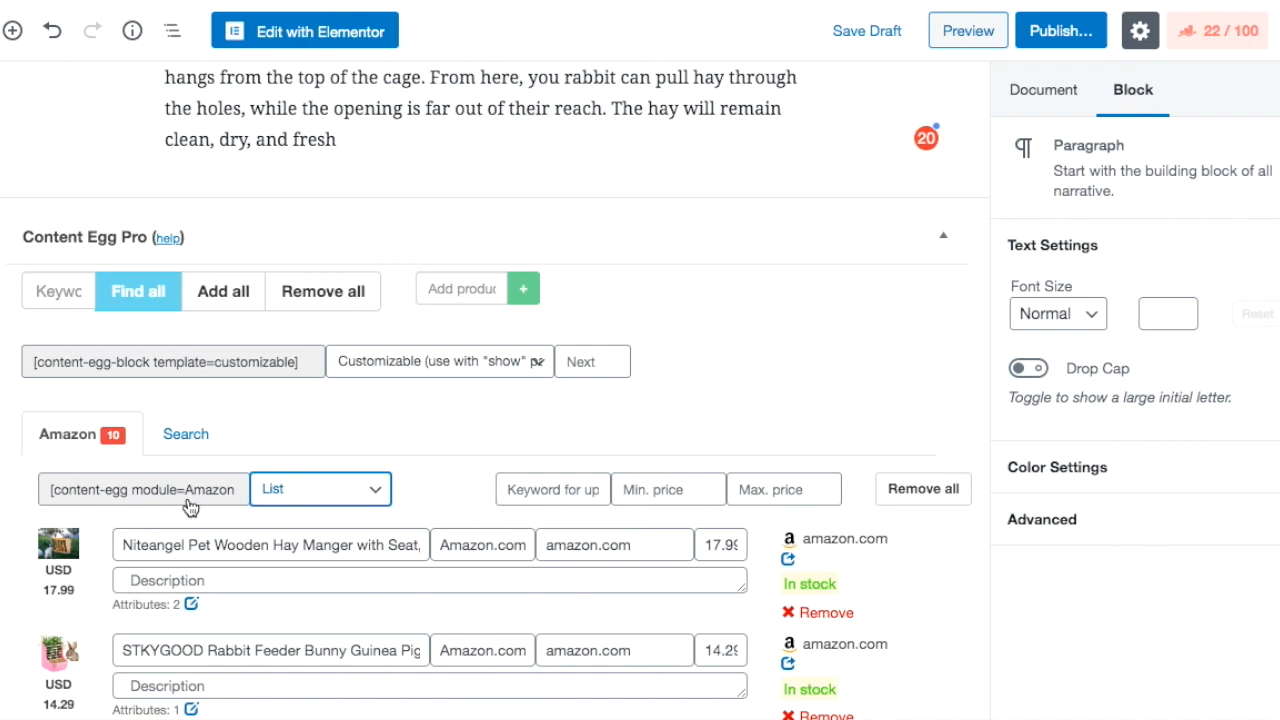 Edit with Elementor
Save Draft
Preview
Publish...
22 / 100
hangs from the top of the cage. From here, you rabbit can pull hay through
the holes, while the opening is far out of their reach. The hay will remain
clean, dry, and fresh
20
Document
Block
Paragraph
Start with the building block of all
narrative.
Content Egg Pro (help)
Text Settings
Keywc
Find all
Add all
Remove all
Add produc
+
Font Size
Normal
Reset
[content-egg-block template=customizable]
Customizable (use with "show" pa
Next
Drop Cap
Toggle to show a large initial letter.
Amazon 10
Search
Color Settings
[content-egg module=Amazon
List
Keyword for up
Min. price
Max. price
Remove all
Advanced
Niteangel Pet Wooden Hay Manger with Seat,
Amazon.com
amazon.com
17.99
amazon.com
USD
17.99
Description
In stock
Attributes: 2
Remove
STKYGOOD Rabbit Feeder Bunny Guinea Pig
Amazon.com
amazon.com
14.29
amazon.com
USD
14.29
Description
In stock
Attributes: 1
Remove